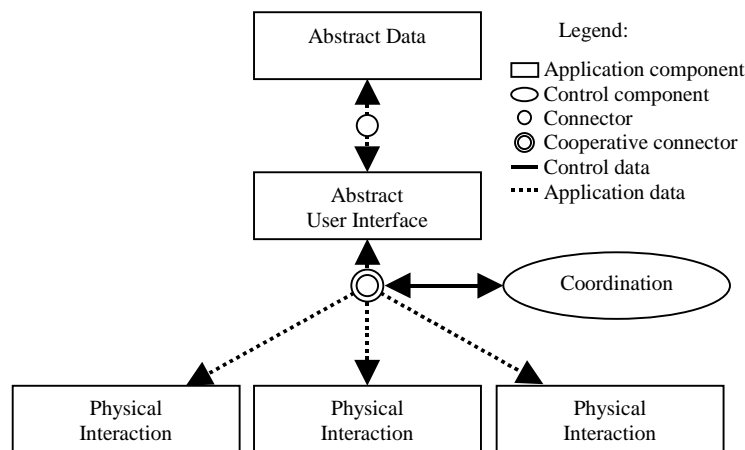 Abstract Data
Legend:
Application component
Control component
Connector
Cooperative connector
Control data
Application data
Abstract
User Interface
Coordination
Physical
Interaction
Physical
Interaction
Physical
Interaction